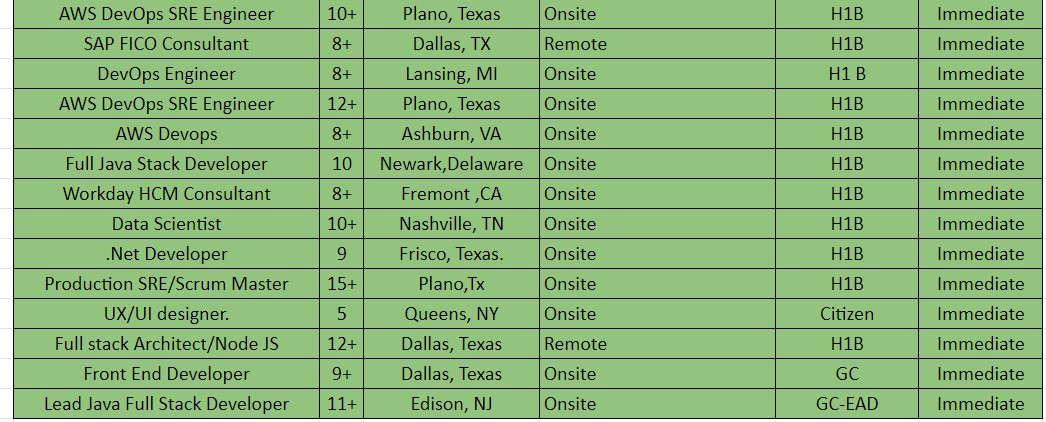 AWS DevOps SRE Engineer 10+ Plano, Texas Onsite H1B Immediate
SAP FICO Consultant 8+ Dallas, TX Remote H1B Immediate
DevOps Engineer 8+ Lansing, MI Onsite H1 B Immediate
AWS DevOps SRE Engineer 12+ Plano, Texas Onsite H1B Immediate
AWS Devops 8+ Ashburn, VA Onsite H1B Immediate
Full Java Stack Developer 10 Newark,Delaware Onsite H1B Immediate
Workday HCM Consultant 8+ Fremont ,CA Onsite H1B Immediate
Data Scientist 10+ Nashville, TN Onsite H1B Immediate
.Net Developer 9 Frisco, Texas. Onsite H1B Immediate
Production SRE/Scrum Master 15+ Plano,Tx Onsite H1B Immediate
UX/UI designer. 5 Queens, NY Onsite Citizen Immediate
Full stack Architect/Node JS 12+ Dallas, Texas Remote H1B Immediate
Front End Developer 9+ Dallas, Texas Onsite GC Immediate
Lead Java Full Stack Developer 11+ Edison, NJ Onsite GC-EAD Immediate